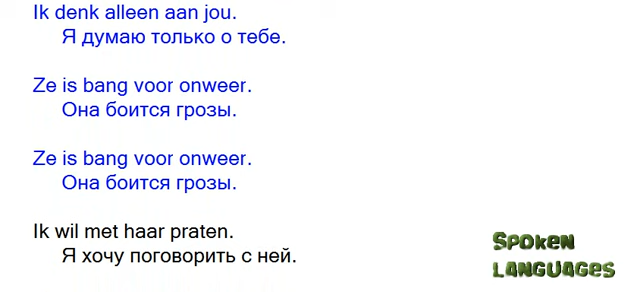 Ik denk alleen aan jou.
Я думаю только о тебе.
Ze is bang voor onweer.
Она боится грозы.
Ze is bang voor onweer.
Она боится грозы.
Ik wil met haar praten.
Я хочу поговорить с ней.
Spoken
Languages